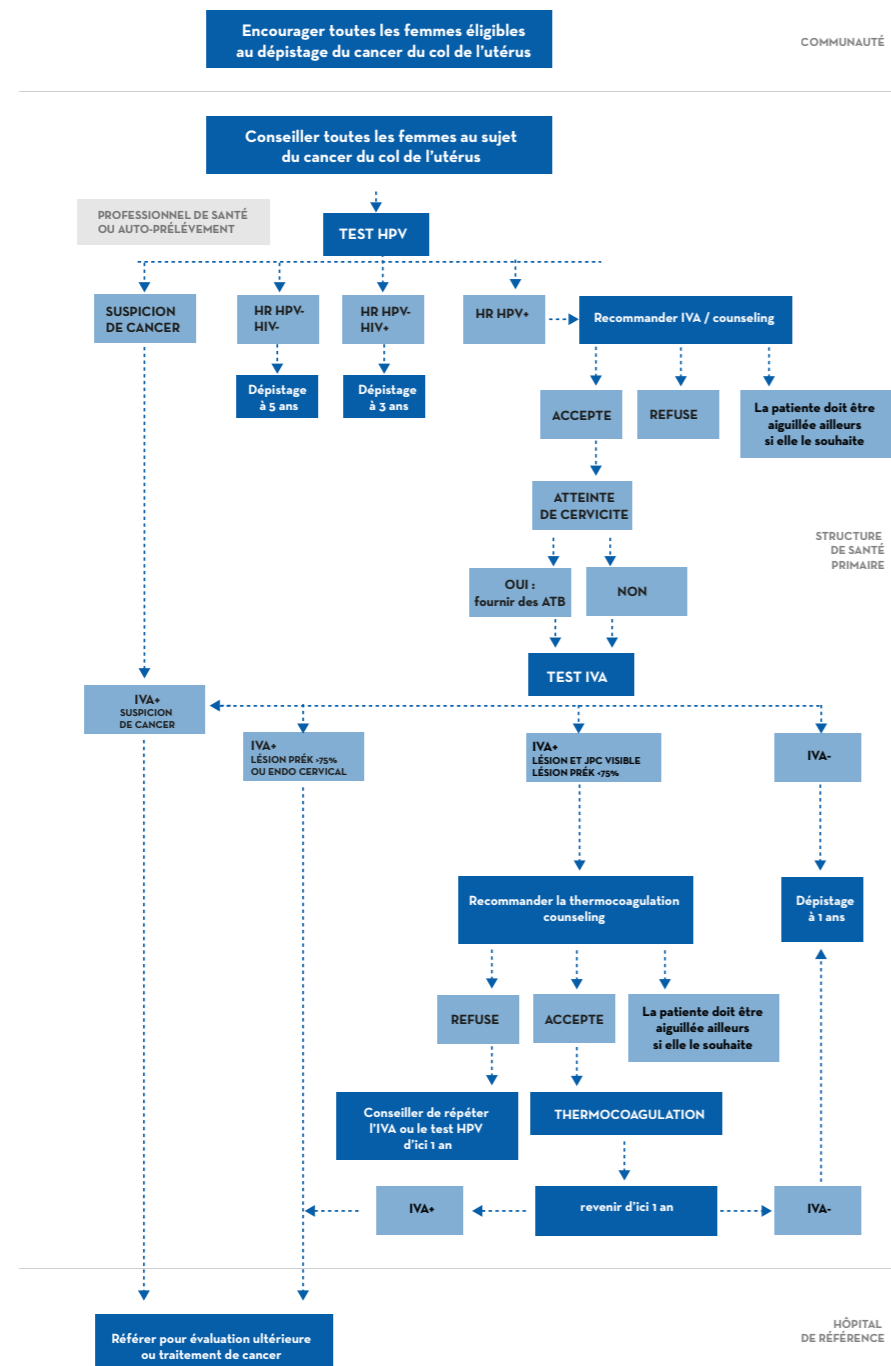 Encourager toutes les femmes éligibles
au dépistage du cancer du col de l'utérus
COMMUNAUTÉ
Conseiller toutes les femmes au sujet
du cancer du col de l'utérus
PROFESSIONNEL DE SANTÉ
OU AUTO-PRÉLÉVEMENT
TEST HPV
SUSPICION
DE CANCER
HR HPV-
HIV-
HR HPV-
HIV+
HR HPV+
Recommander IVA / counseling
Dépistage
à 5 ans
Dépistage
à 3 ans
ACCEPTE
REFUSE
La patiente doit être
aiguillée ailleurs
si elle le souhaite
ATTEINTE
DE CERVICITE
STRUCTURE
DE SANTÉ
PRIMAIRE
OUI :
fournir des ATB
NON
TEST IVA
IVA+
SUSPICION
DE CANCER
IVA+
LÉSION PRÉK >75%
OU ENDO CERVICAL
IVA+
LÉSION ET JPC VISIBLE
LÉSION PRÉK <75%
IVA-
Recommander la thermocoagulation
counseling
Dépistage
à 1 ans
REFUSE
ACCEPTE
La patiente doit être
aiguillée ailleurs
si elle le souhaite
Conseiller de répéter
l'IVA ou le test HPV
d'ici 1 an
THERMOCOAGULATION
IVA+
revenir d'ici 1 an
IVA-
Référer pour évaluation ultérieure
ou traitement de cancer
HÔPITAL
DE RÉFÉRENCE